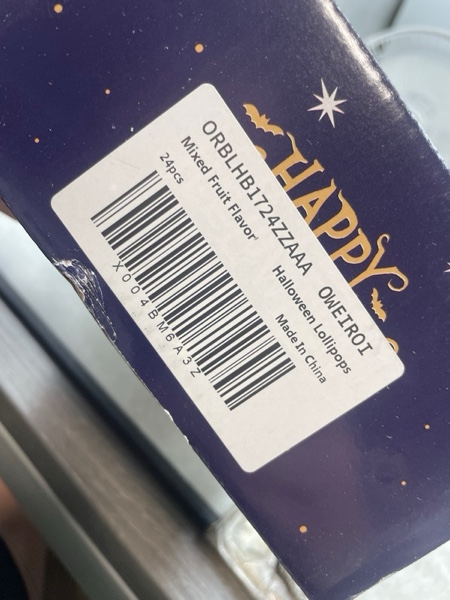 HAPPY
ORBLHB1724ZZAAA OWEIROI
Mixed Fruit Flavor Halloween Lollipops
24pcs Made In China
X004BM6A3Z